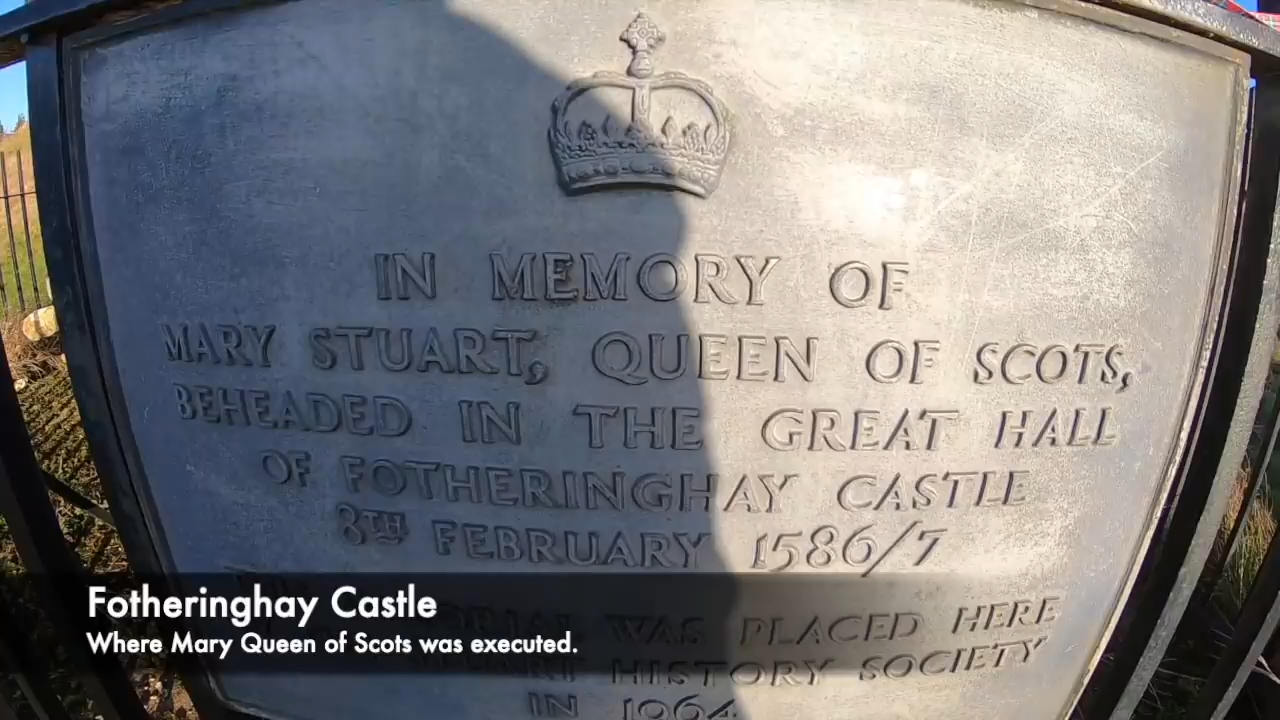 IN MEMORY OF
MARY STUART, QUEEN OF SCOTS,
BEHEADED IN THE GREAT HALL
OF FOTHERINGHAY CASTLE
8TH FEBRUARY 1586/7
WAS PLACED HERE
HISTORY SOCIETY
IN 1964
Fotheringhay Castle
Where Mary Queen of Scots was executed.